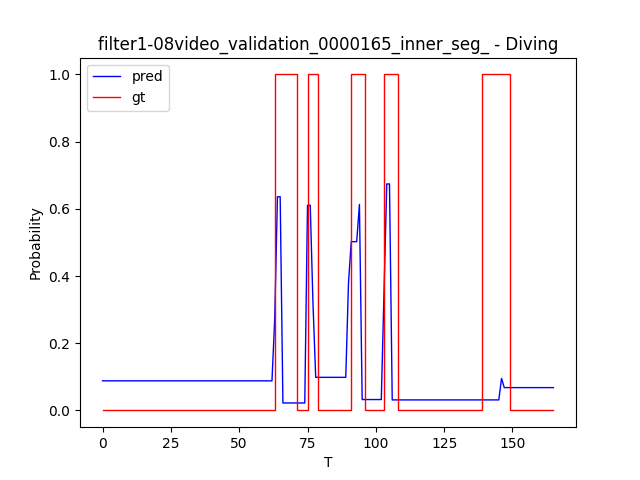 filter1-08video_validation_0000165_inner_seg_ - Diving
pred
gt
1.0
0.8
0.6
0.4
0.2
0.0
Probability
0 25 50 75 100 125 150
T